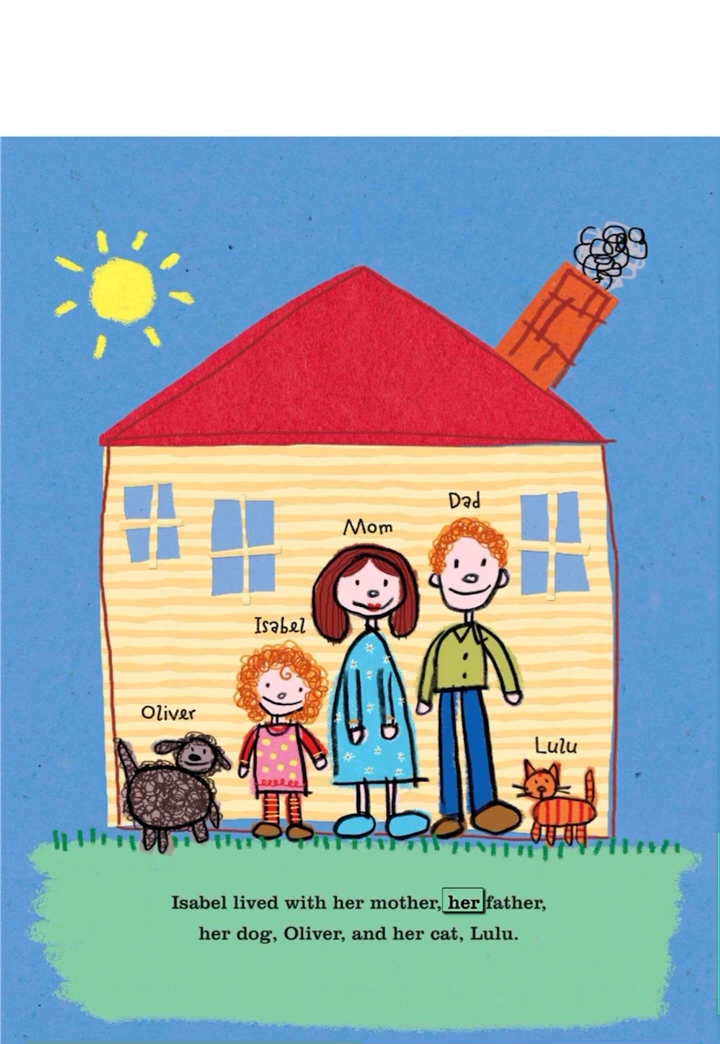 Dad
Mom
Isabel
Oliver
Lulu
Isabel lived with her mother, her father,
her dog, Oliver, and her cat, Lulu.